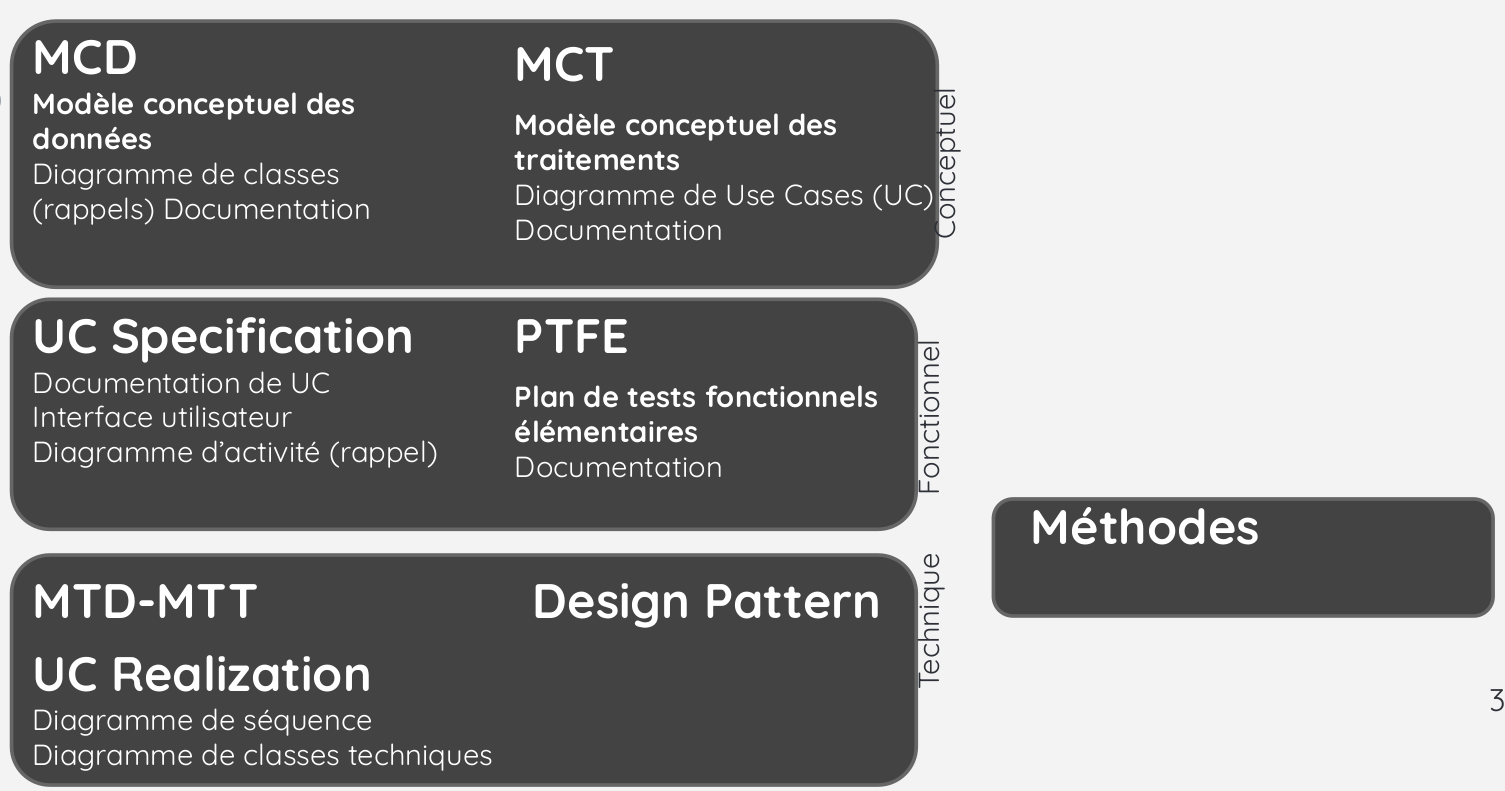 MCD
Modèle conceptuel des
données
Diagramme de classes
(rappels) Documentation
MCT
Modèle conceptuel des
traitements
Diagramme de Use Cases (UC)
Documentation
Conceptuel
UC Specification
Documentation de UC
Interface utilisateur
Diagramme d’activité (rappel)
PTFE
Plan de tests fonctionnels
élémentaires
Documentation
Fonctionnel
MTD-MTT
UC Realization
Diagramme de séquence
Diagramme de classes techniques
Design Pattern
Technique
Méthodes
3